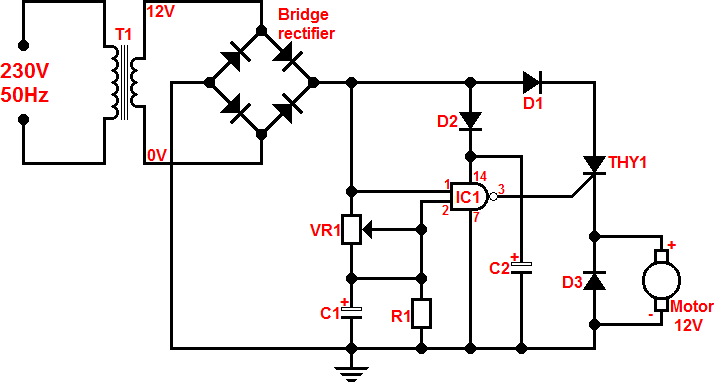 12V
Bridge
rectifier
T1
230V
50Hz
D1
D2
14
THY1
0V
1
IC1
3
2
7
VR1
+
C2
+
D3
+
C1
R1
Motor
-
12V